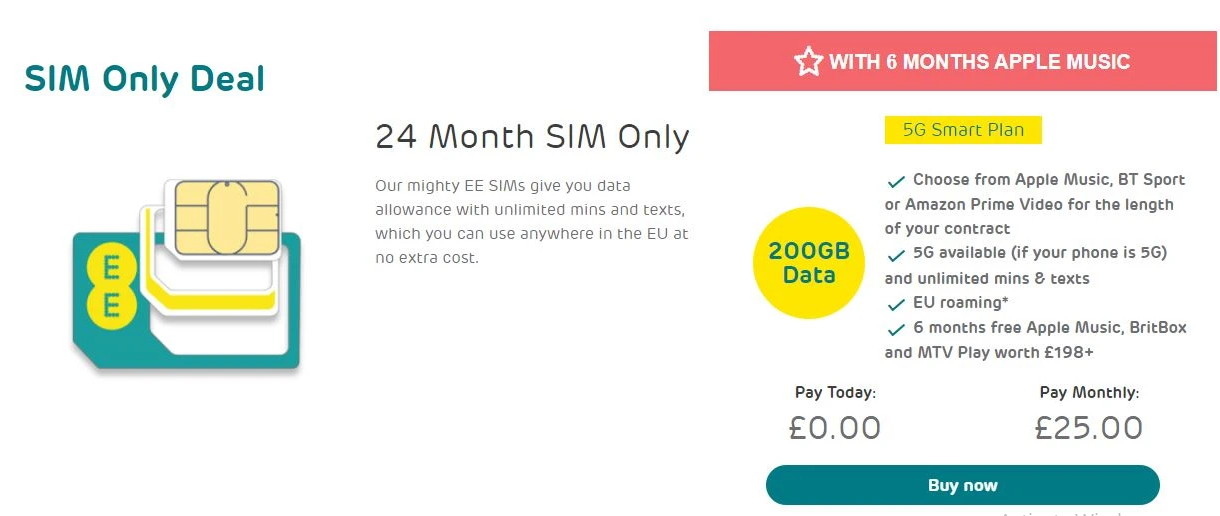 SIM Only Deal
E
E
24 Month SIM Only
Our mighty EE SIMs give you data
allowance with unlimited mins and texts,
which you can use anywhere in the EU at
no extra cost.
WITH 6 MONTHS APPLE MUSIC
5G Smart Plan
200GB
Data
Choose from Apple Music, BT Sport
or Amazon Prime Video for the length
of your contract
5G available (if your phone is 5G)
and unlimited mins & texts
EU roaming*
6 months free Apple Music, BritBox
and MTV Play worth £198+
Pay Today:
£0.00
Pay Monthly:
£25.00
Buy now